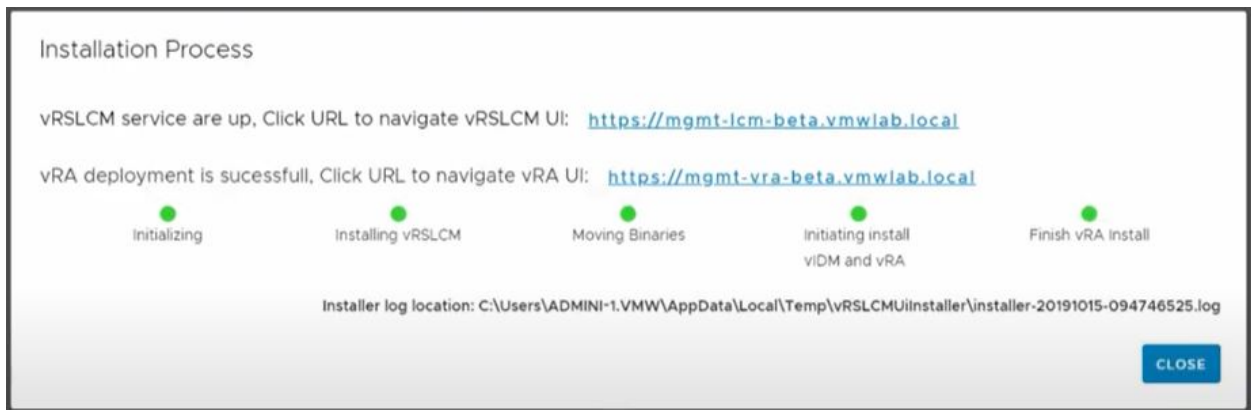 Installation Process
vRSLCM service are up, Click URL to navigate vRSLCM UI: https://mgmt-lcm-beta.vmwlab.local
vRA deployment is sucessfull, Click URL to navigate vRA UI: https://mgmt-vra-beta.vmwlab.local
Initializing
Installing vRSLCM
Moving Binaries
Initiating install
vIDM and vRA
Finish vRA Install
Installer log location: C:\Users\ADMINI~1.VMW\AppData\Local\Temp\vRSLCMUiInstaller\installer-20191015-094746525.log
CLOSE